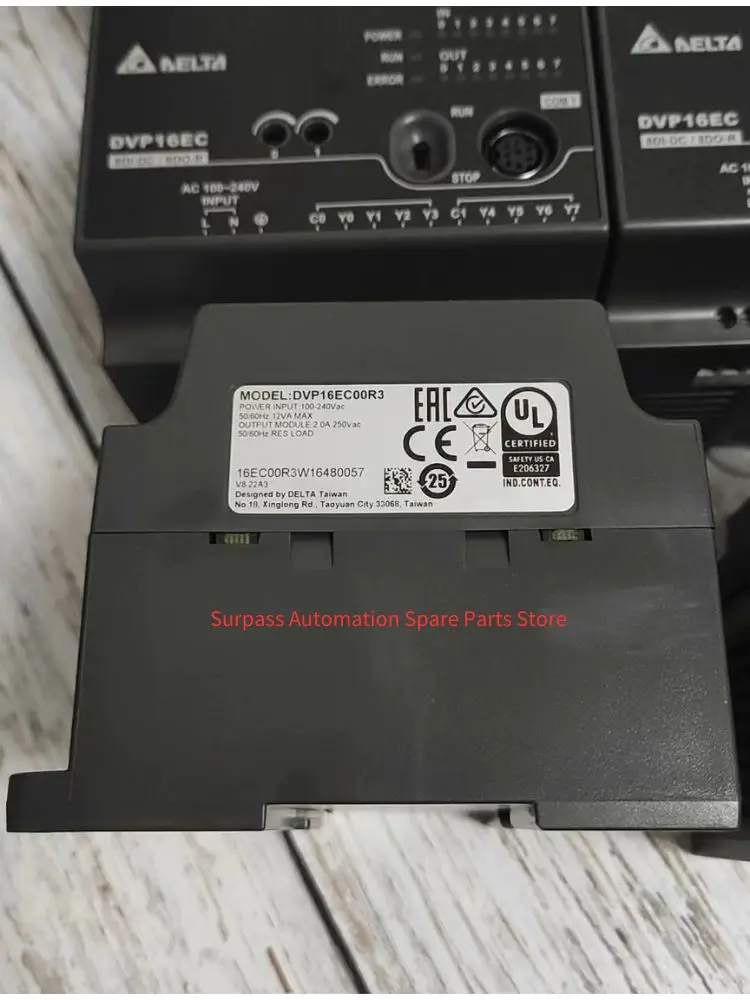 DELTA
POWER
RUN
ERROR
IN
0 1 2 3 4 5 6 7
OUT
0 1 2 3 4 5 6 7
COM 1
DVP16EC
8DI-DC / 8DO-R
0 1
RUN
STOP
AC 100~240V
INPUT
L N
C0 Y0 Y1 Y2 Y3 C1 Y4 Y5 Y6 Y7
DELTA
DVP16EC
8DI-DC / 8DO-R
AC 1
MODEL:DVP16EC00R3
POWER INPUT:100-240Vac
50/60Hz 12VA MAX
OUTPUT MODULE:2.0A 250Vac
50/60Hz RES LOAD
16EC00R3W16480057
V8.22A3
Designed by DELTA Taiwan
No.18, Xinglong Rd., Taoyuan City 33068, Taiwan
EAC
CE
25
UL
CERTIFIED
SAFETY US CA
E206327
IND.CONT.EQ.
Surpass Automation Spare Parts Store